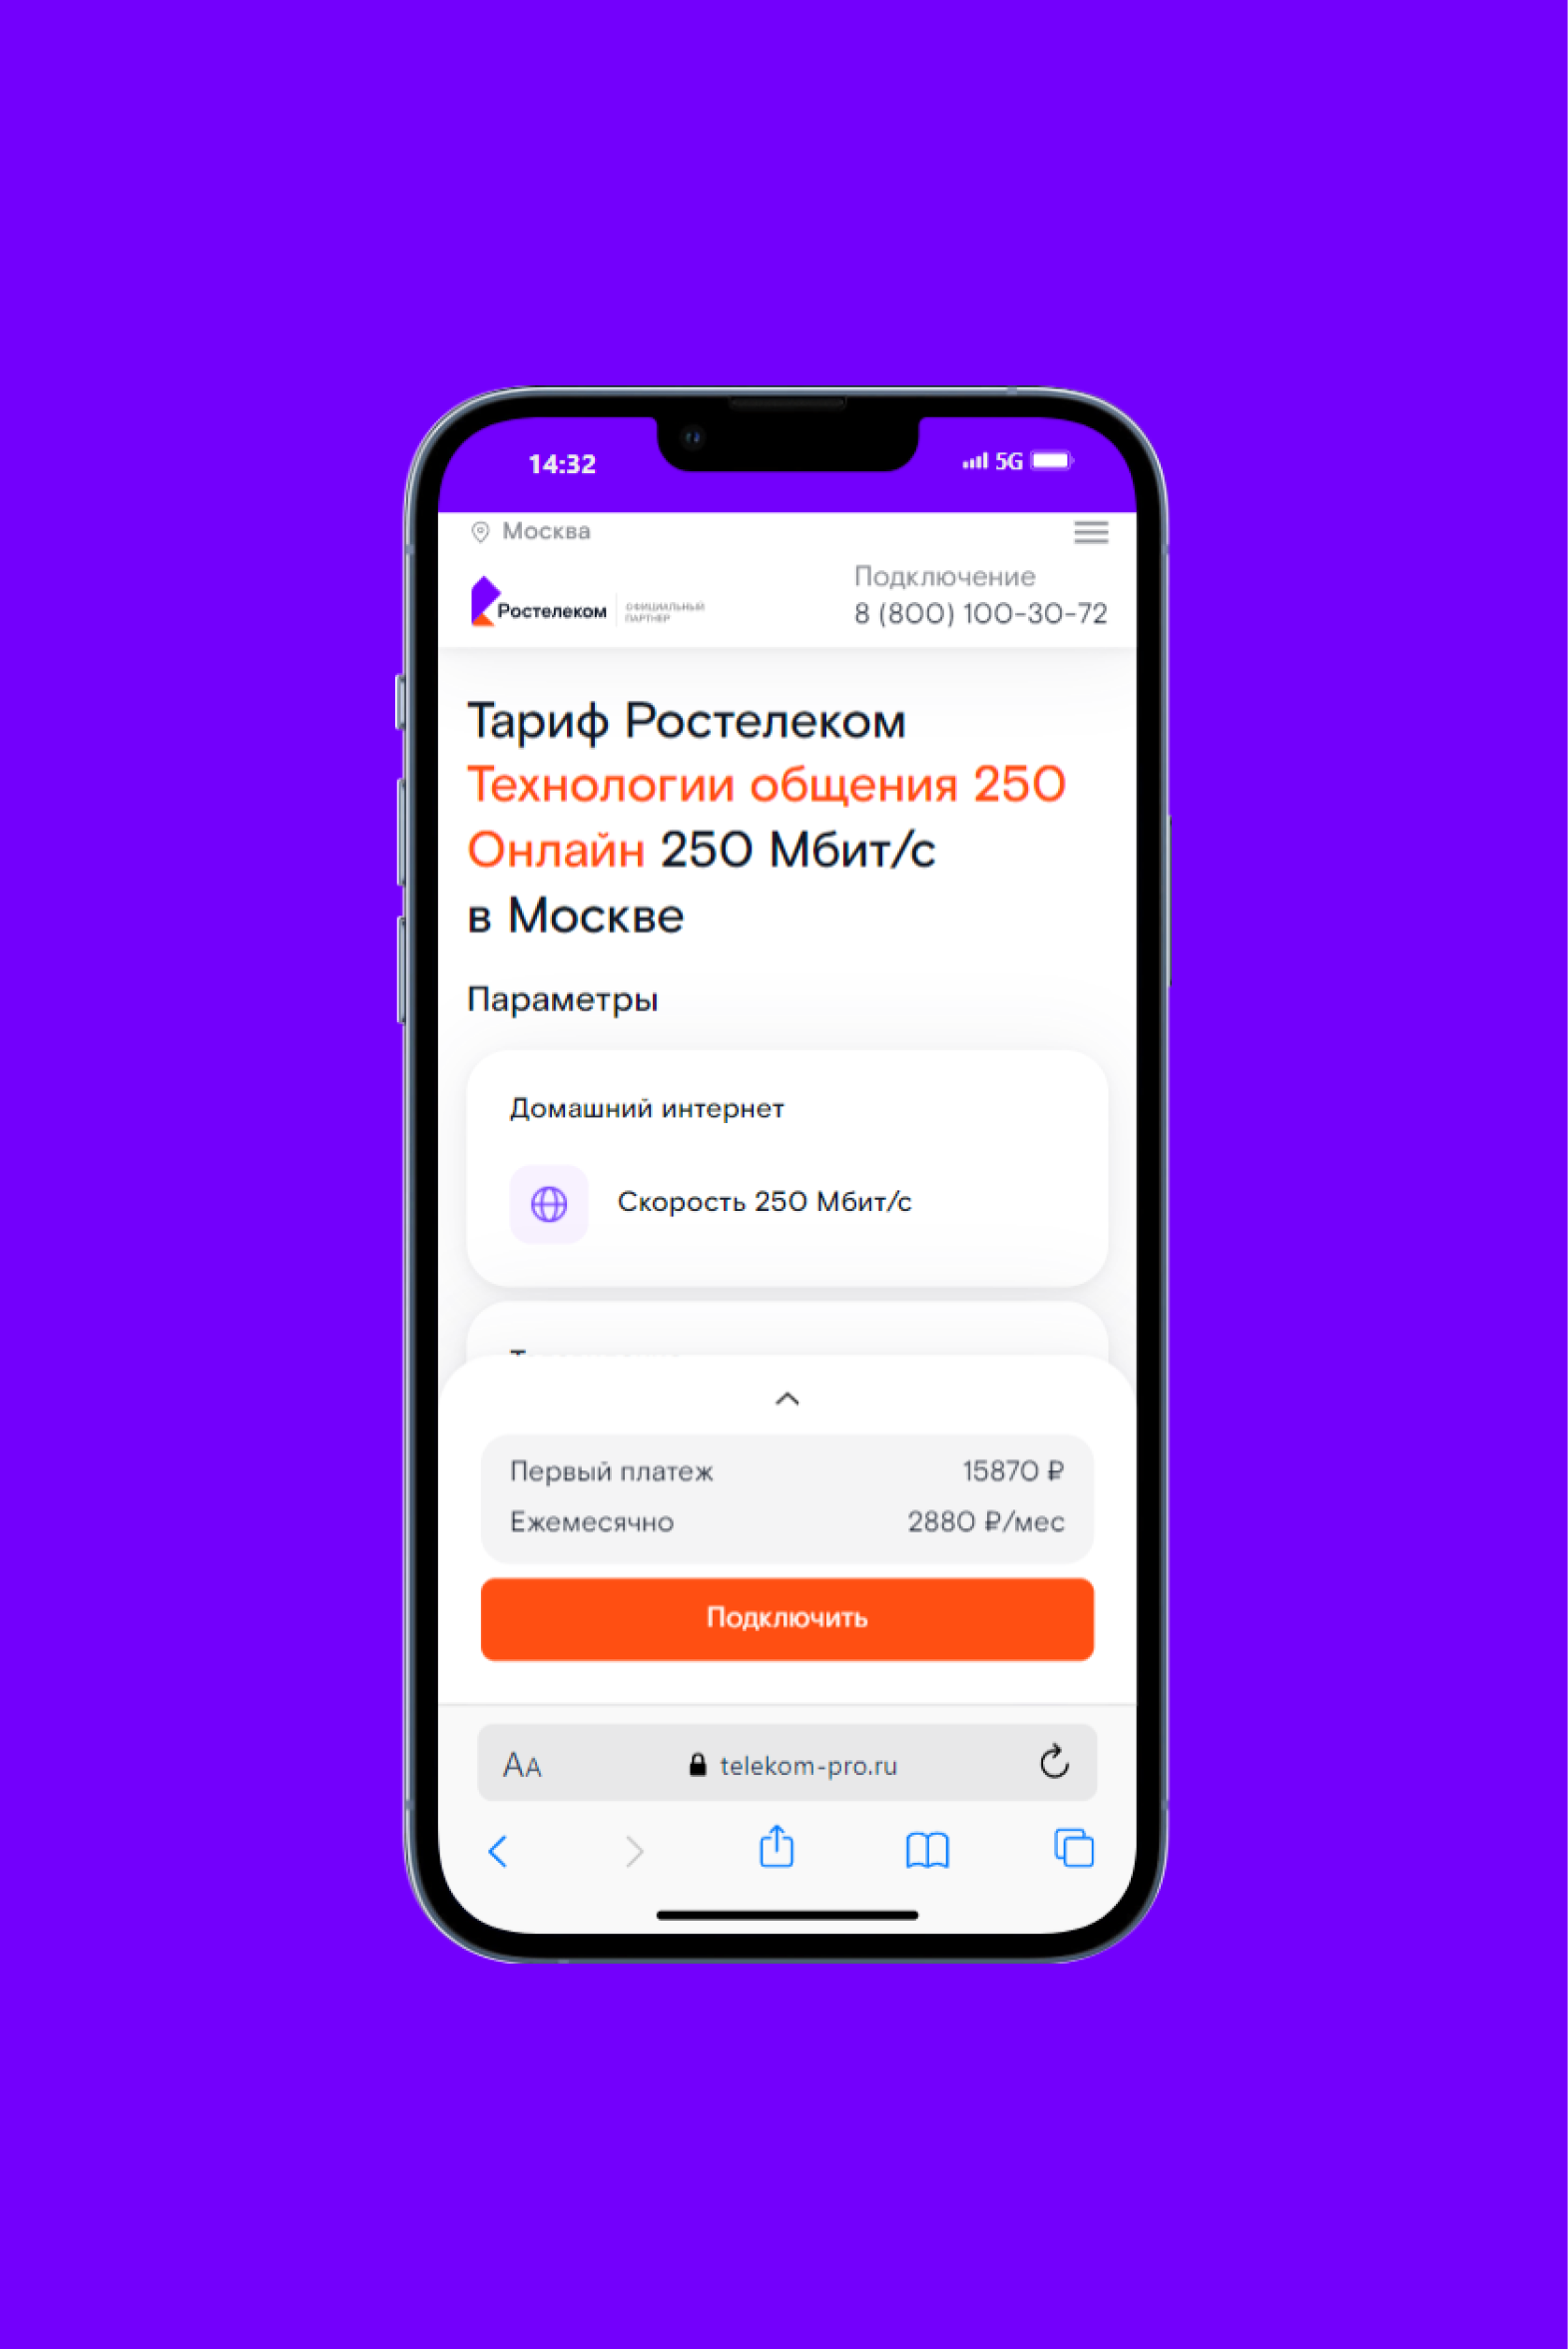 14:32
5G
Москва
Подключение
8 (800) 100-30-72
Ростелеком
ОФИЦИАЛЬНЫЙ
ПАРТНЕР
Тариф Ростелеком
Технологии общения 250
Онлайн 250 Мбит/с
в Москве
Параметры
Домашний интернет
Скорость 250 Мбит/с
Первый платеж 15870 ₽
Ежемесячно 2880 ₽/мес
Подключить
AA telekom-pro.ru